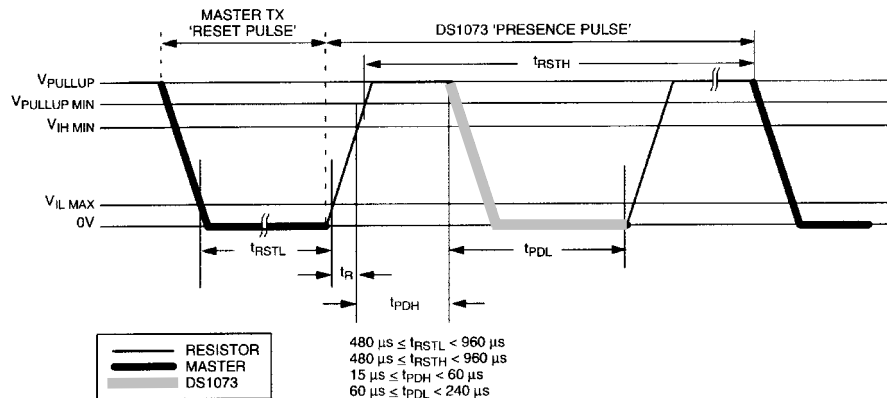 MASTER TX
'RESET PULSE'
DS1073 'PRESENCE PULSE'
tRSTH
VPULLUP
VPULLUP MIN
VIH MIN
VIL MAX
0V
tRSTL
tR
tPDL
tPDH
RESISTOR
MASTER
DS1073
480 µs ≤ tRSTL < 960 µs
480 µs ≤ tRSTH < 960 µs
15 µs ≤ tPDH < 60 µs
60 µs ≤ tPDL < 240 µs